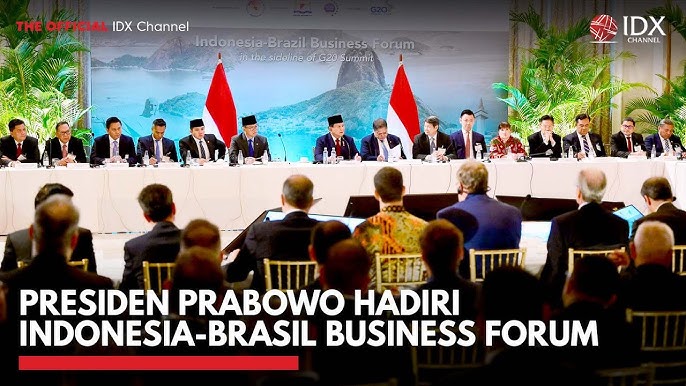 THE OFFICIAL IDX Channel
IDX
CHANNEL
Indonesia-Brazil Business Forum
in the sideline of G20 Summit
PRESIDEN PRABOWO HADIRI
INDONESIA-BRASIL BUSINESS FORUM